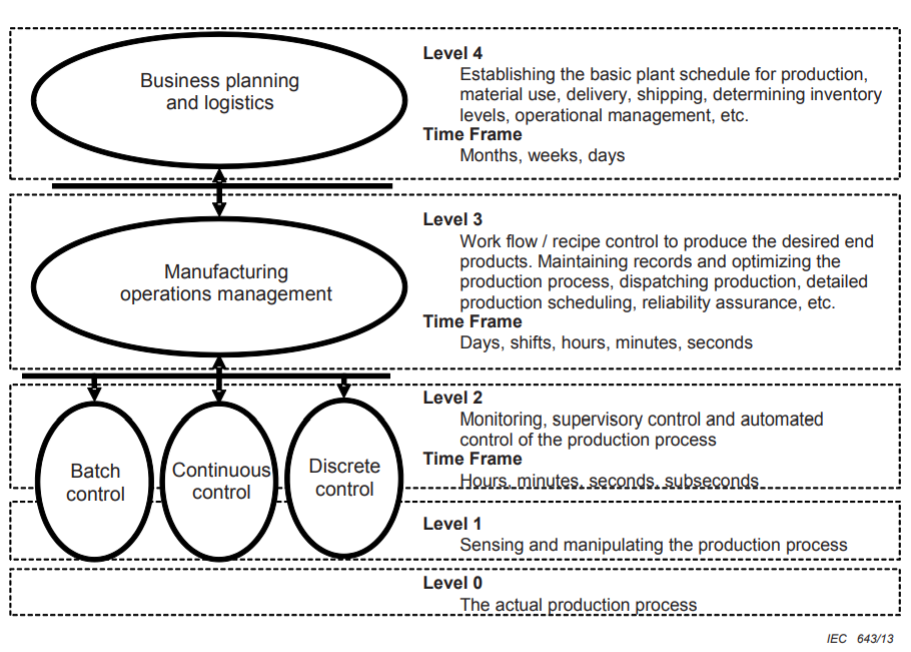 Business planning
and logistics
Level 4
Establishing the basic plant schedule for production,
material use, delivery, shipping, determining inventory
levels, operational management, etc.
Time Frame
Months, weeks, days
Manufacturing
operations management
Level 3
Work flow / recipe control to produce the desired end
products. Maintaining records and optimizing the
production process, dispatching production, detailed
production scheduling, reliability assurance, etc.
Time Frame
Days, shifts, hours, minutes, seconds
Batch
control
Continuous
control
Discrete
control
Level 2
Monitoring, supervisory control and automated
control of the production process
Time Frame
Hours, minutes, seconds, subseconds
Level 1
Sensing and manipulating the production process
Level 0
The actual production process
IEC 643/13